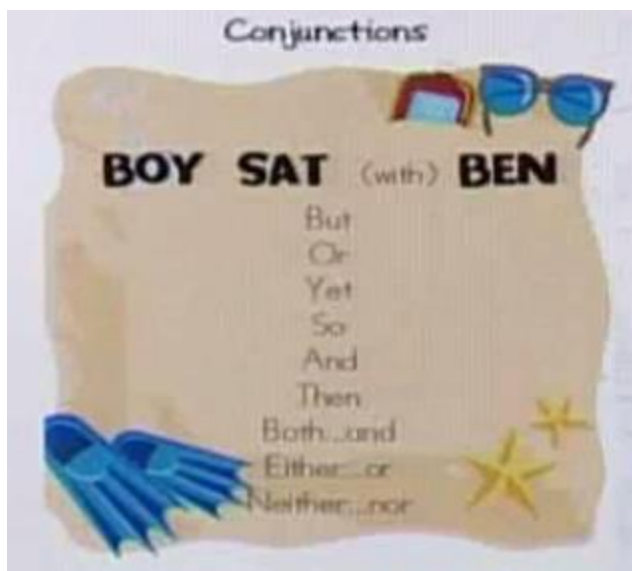 Conjunctions
BOY SAT (with) BEN
But
Or
Yet
So
And
Then
Both...and
Either...or
Neither...nor